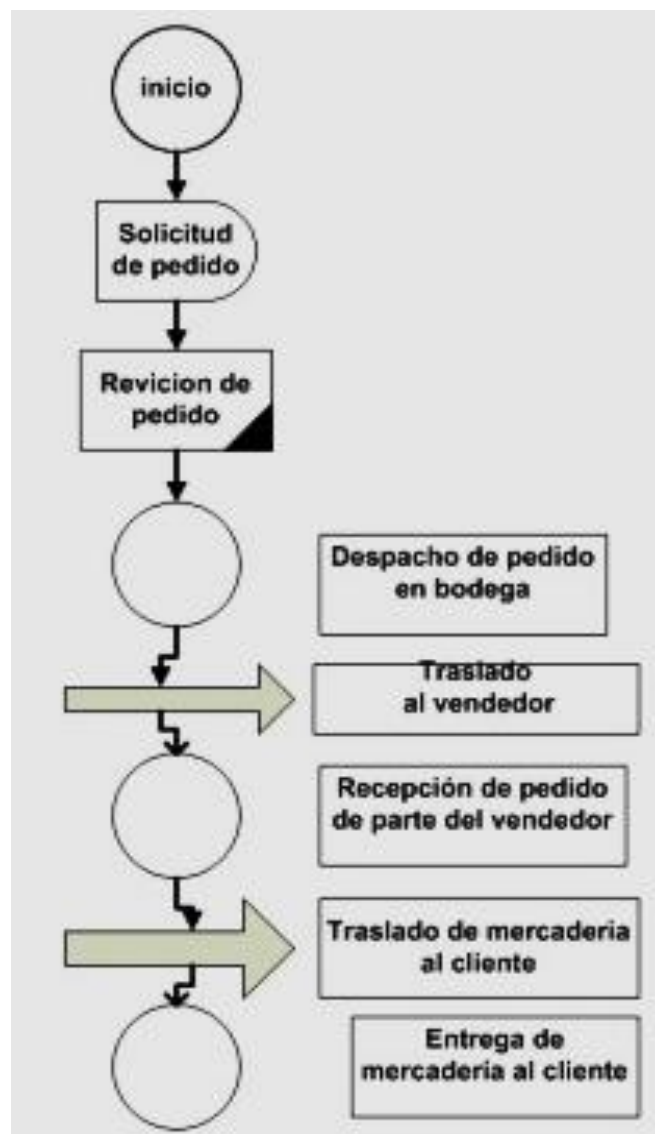 inicio
Solicitud
de pedido
Revicion de
pedido
Despacho de pedido
en bodega
Traslado
al vendedor
Recepción de pedido
de parte del vendedor
Traslado de mercaderia
al cliente
Entrega de
mercaderia al cliente